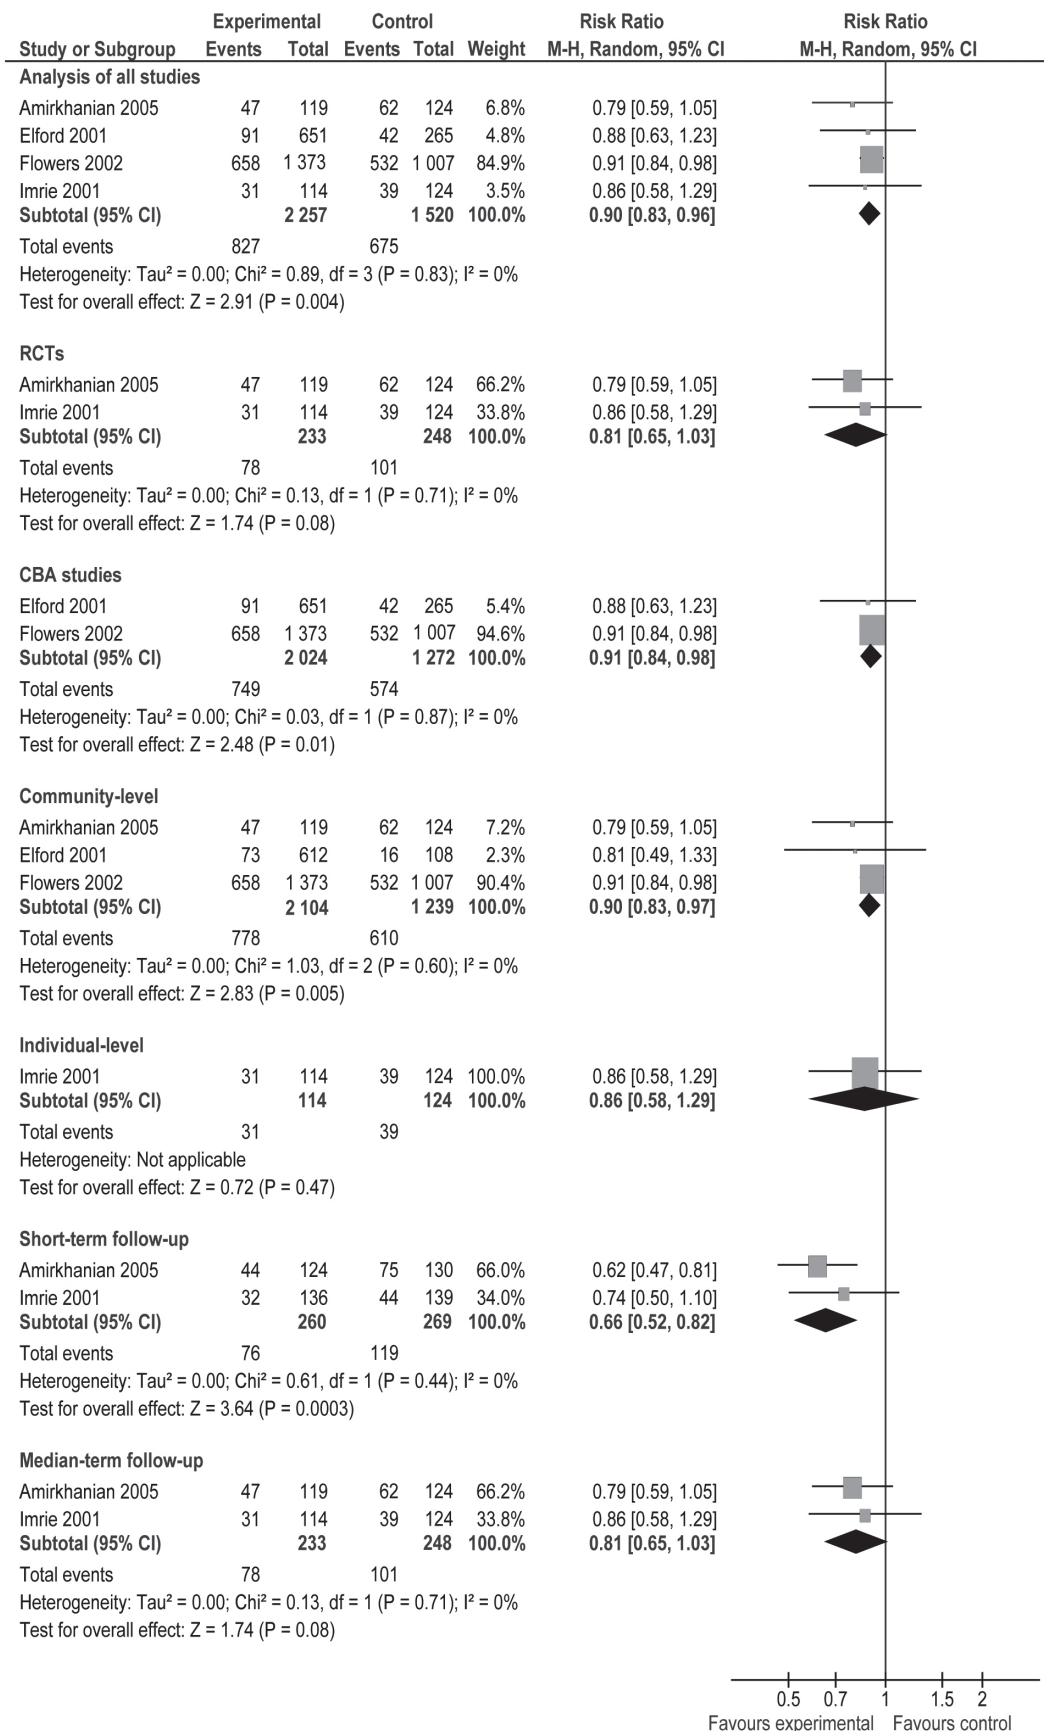 Experimental Control Risk Ratio Risk Ratio
Study or Subgroup Events Total Events Total Weight M-H, Random, 95% CI M-H, Random, 95% CI
Analysis of all studies
Amirkhanian 2005 47 119 62 124 6.8% 0.79 [0.59, 1.05]
Elford 2001 91 651 42 265 4.8% 0.88 [0.63, 1.23]
Flowers 2002 658 1 373 532 1 007 84.9% 0.91 [0.84, 0.98]
Imrie 2001 31 114 39 124 3.5% 0.86 [0.58, 1.29]
Subtotal (95% CI) 2 257 1 520 100.0% 0.90 [0.83, 0.96]
Total events 827 675
Heterogeneity: Tau² = 0.00; Chi² = 0.89, df = 3 (P = 0.83); I² = 0%
Test for overall effect: Z = 2.91 (P = 0.004)
RCTs
Amirkhanian 2005 47 119 62 124 66.2% 0.79 [0.59, 1.05]
Imrie 2001 31 114 39 124 33.8% 0.86 [0.58, 1.29]
Subtotal (95% CI) 233 248 100.0% 0.81 [0.65, 1.03]
Total events 78 101
Heterogeneity: Tau² = 0.00; Chi² = 0.13, df = 1 (P = 0.71); I² = 0%
Test for overall effect: Z = 1.74 (P = 0.08)
CBA studies
Elford 2001 91 651 42 265 5.4% 0.88 [0.63, 1.23]
Flowers 2002 658 1 373 532 1 007 94.6% 0.91 [0.84, 0.98]
Subtotal (95% CI) 2 024 1 272 100.0% 0.91 [0.84, 0.98]
Total events 749 574
Heterogeneity: Tau² = 0.00; Chi² = 0.03, df = 1 (P = 0.87); I² = 0%
Test for overall effect: Z = 2.48 (P = 0.01)
Community-level
Amirkhanian 2005 47 119 62 124 7.2% 0.79 [0.59, 1.05]
Elford 2001 73 612 16 108 2.3% 0.81 [0.49, 1.33]
Flowers 2002 658 1 373 532 1 007 90.4% 0.91 [0.84, 0.98]
Subtotal (95% CI) 2 104 1 239 100.0% 0.90 [0.83, 0.97]
Total events 778 610
Heterogeneity: Tau² = 0.00; Chi² = 1.03, df = 2 (P = 0.60); I² = 0%
Test for overall effect: Z = 2.83 (P = 0.005)
Individual-level
Imrie 2001 31 114 39 124 100.0% 0.86 [0.58, 1.29]
Subtotal (95% CI) 114 124 100.0% 0.86 [0.58, 1.29]
Total events 31 39
Heterogeneity: Not applicable
Test for overall effect: Z = 0.72 (P = 0.47)
Short-term follow-up
Amirkhanian 2005 44 124 75 130 66.0% 0.62 [0.47, 0.81]
Imrie 2001 32 136 44 139 34.0% 0.74 [0.50, 1.10]
Subtotal (95% CI) 260 269 100.0% 0.66 [0.52, 0.82]
Total events 76 119
Heterogeneity: Tau² = 0.00; Chi² = 0.61, df = 1 (P = 0.44); I² = 0%
Test for overall effect: Z = 3.64 (P = 0.0003)
Median-term follow-up
Amirkhanian 2005 47 119 62 124 66.2% 0.79 [0.59, 1.05]
Imrie 2001 31 114 39 124 33.8% 0.86 [0.58, 1.29]
Subtotal (95% CI) 233 248 100.0% 0.81 [0.65, 1.03]
Total events 78 101
Heterogeneity: Tau² = 0.00; Chi² = 0.13, df = 1 (P = 0.71); I² = 0%
Test for overall effect: Z = 1.74 (P = 0.08)
0.5 0.7 1 1.5 2
Favours experimental Favours control